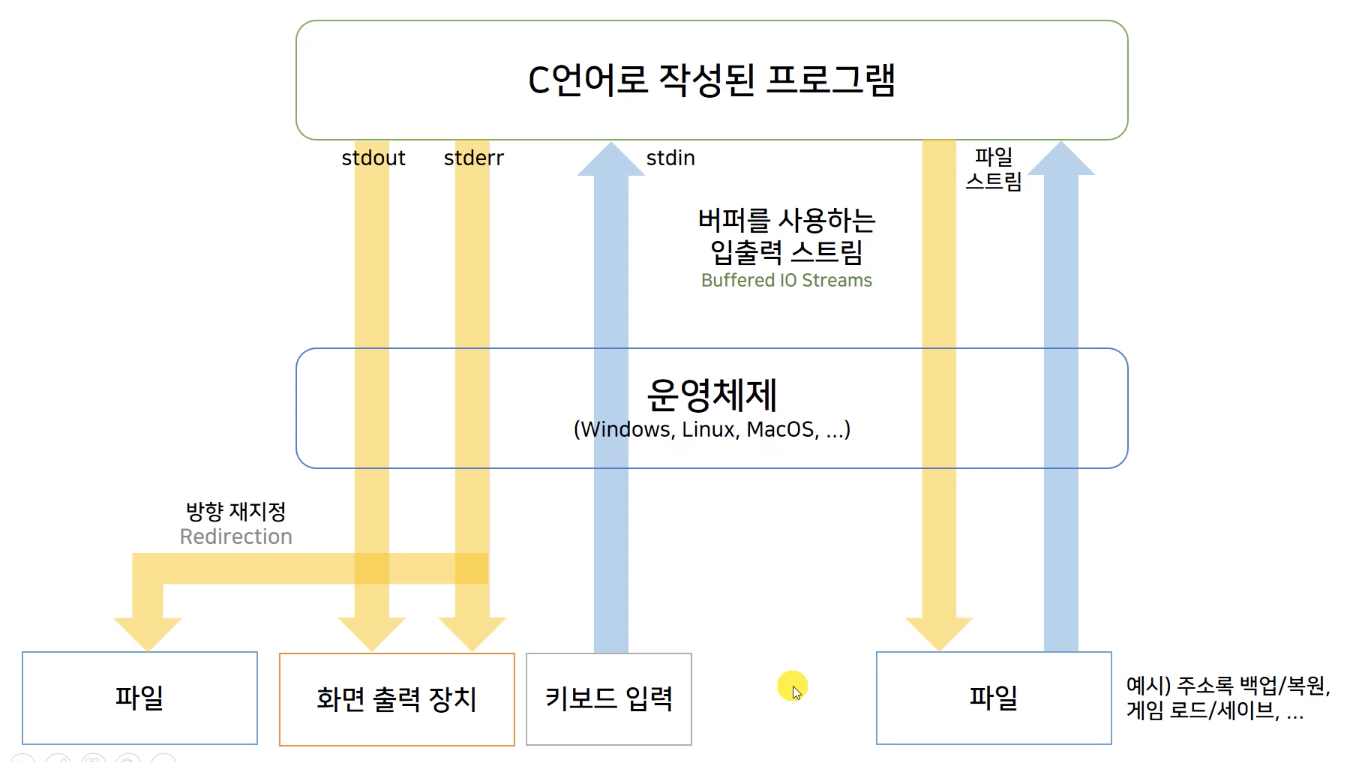 C언어로 작성된 프로그램
stdout
stderr
stdin
파일
스트림
버퍼를 사용하는
입출력 스트림
Buffered IO Streams
운영체제
(Windows, Linux, MacOS, ...)
방향 재지정
Redirection
파일
화면 출력 장치
키보드 입력
파일
예시) 주소록 백업/복원,
게임 로드/세이브, ...